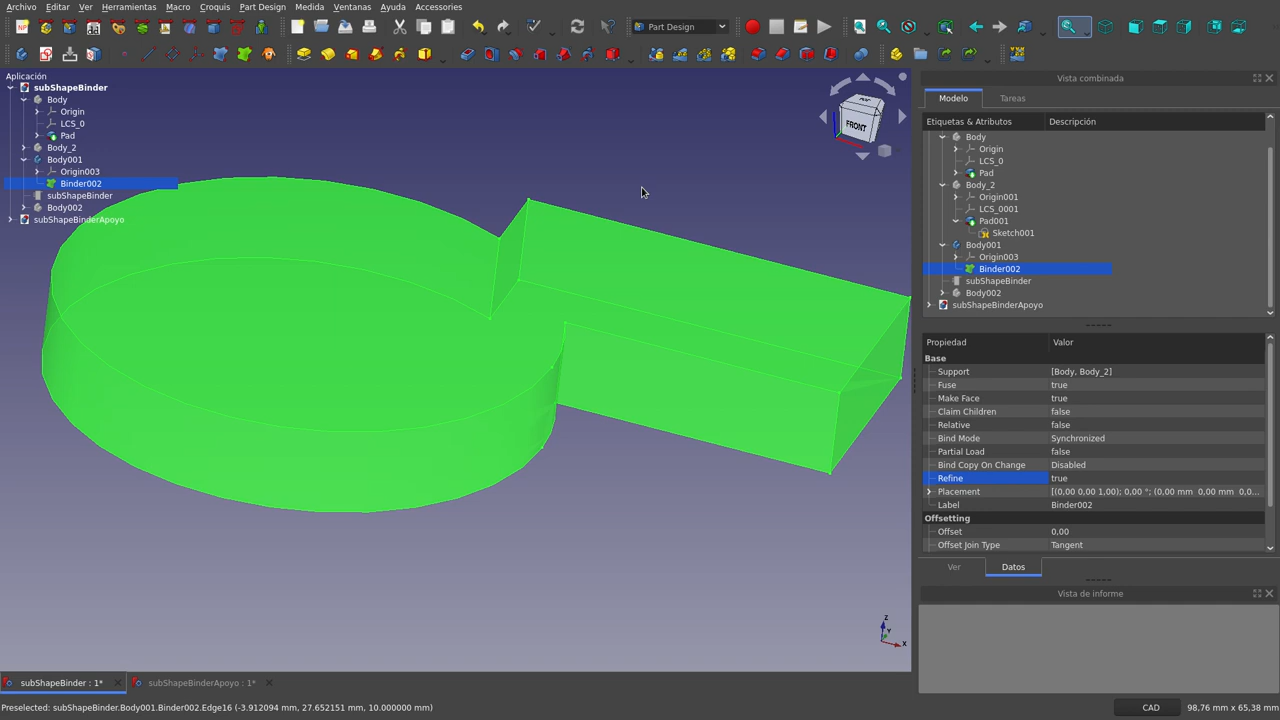 Archivo Editar Ver Herramientas Macro Croquis Part Design Medida Ventanas Ayuda Accessories
Part Design
Aplicación
subShapeBinder
Body
Origin
LCS_0
Pad
Body_2
Body001
Origin003
Binder002
subShapeBinder
Body002
subShapeBinderApoyo
FRONT
Z
Y
X
Vista combinada
Modelo Tareas
Etiquetas & Atributos Descripción
Body
Origin
LCS_0
Pad
Body_2
Origin001
LCS_0001
Pad001
Sketch001
Body001
Origin003
Binder002
subShapeBinder
Body002
subShapeBinderApoyo
Propiedad Valor
Base
Support [Body, Body_2]
Fuse true
Make Face true
Claim Children false
Relative false
Bind Mode Synchronized
Partial Load false
Bind Copy On Change Disabled
Refine true
Placement [(0,00 0,00 1,00); 0,00 °; (0,00 mm 0,00 mm 0,0...
Label Binder002
Offsetting
Offset 0,00
Offset Join Type Tangent
Ver Datos
Vista de informe
subShapeBinder : 1* subShapeBinderApoyo : 1*
Preselected: subShapeBinder.Body001.Binder002.Edge16 (-3.912094 mm, 27.652151 mm, 10.000000 mm) CAD 98,76 mm x 65,38 mm